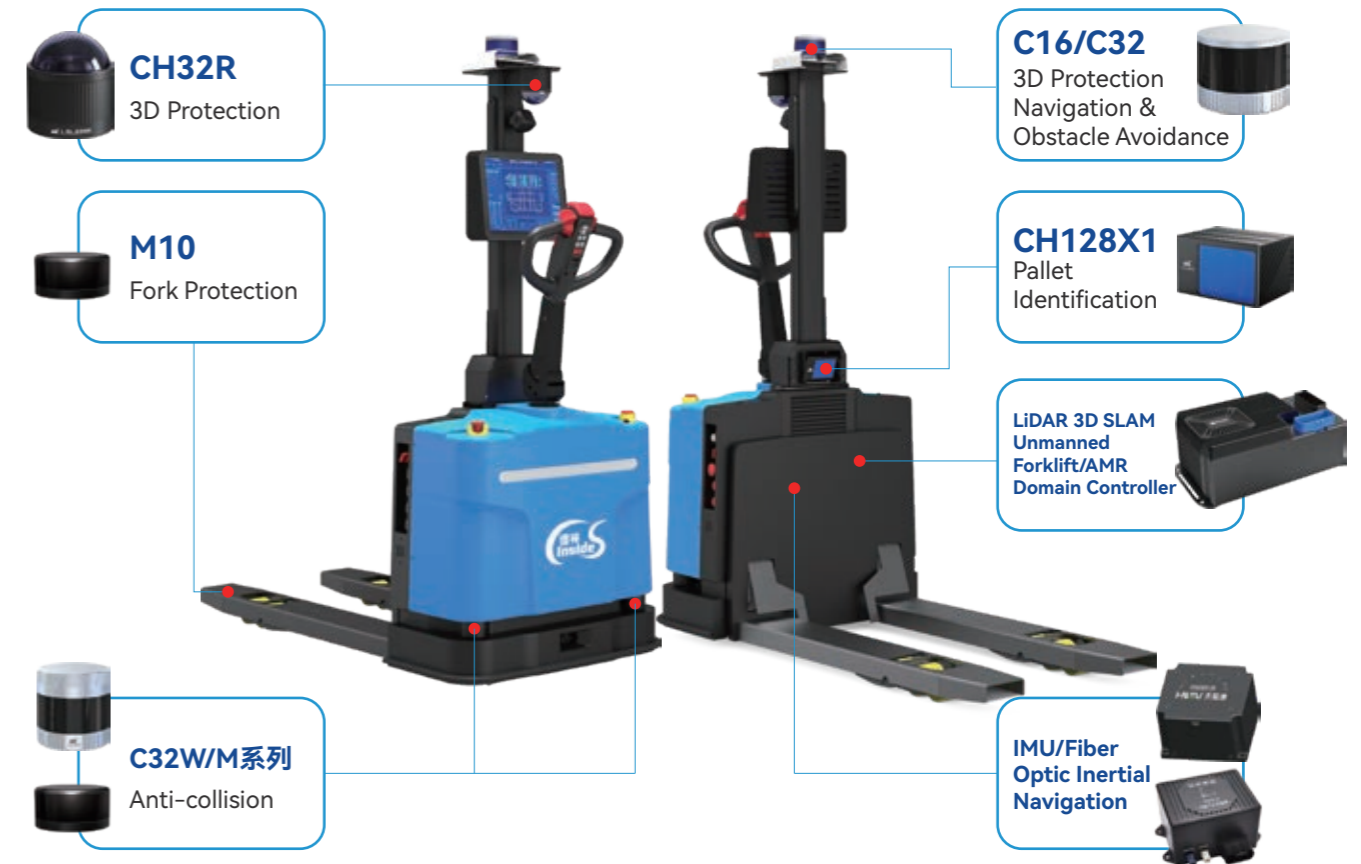 CH32R
3D Protection
M10
Fork Protection
C32W/M系列
Anti-collision
C16/C32
3D Protection
Navigation &
Obstacle Avoidance
CH128X1
Pallet
Identification
LiDAR 3D SLAM
Unmanned
Forklift/AMR
Domain Controller
IMU/Fiber
Optic Inertial
Navigation
Inside